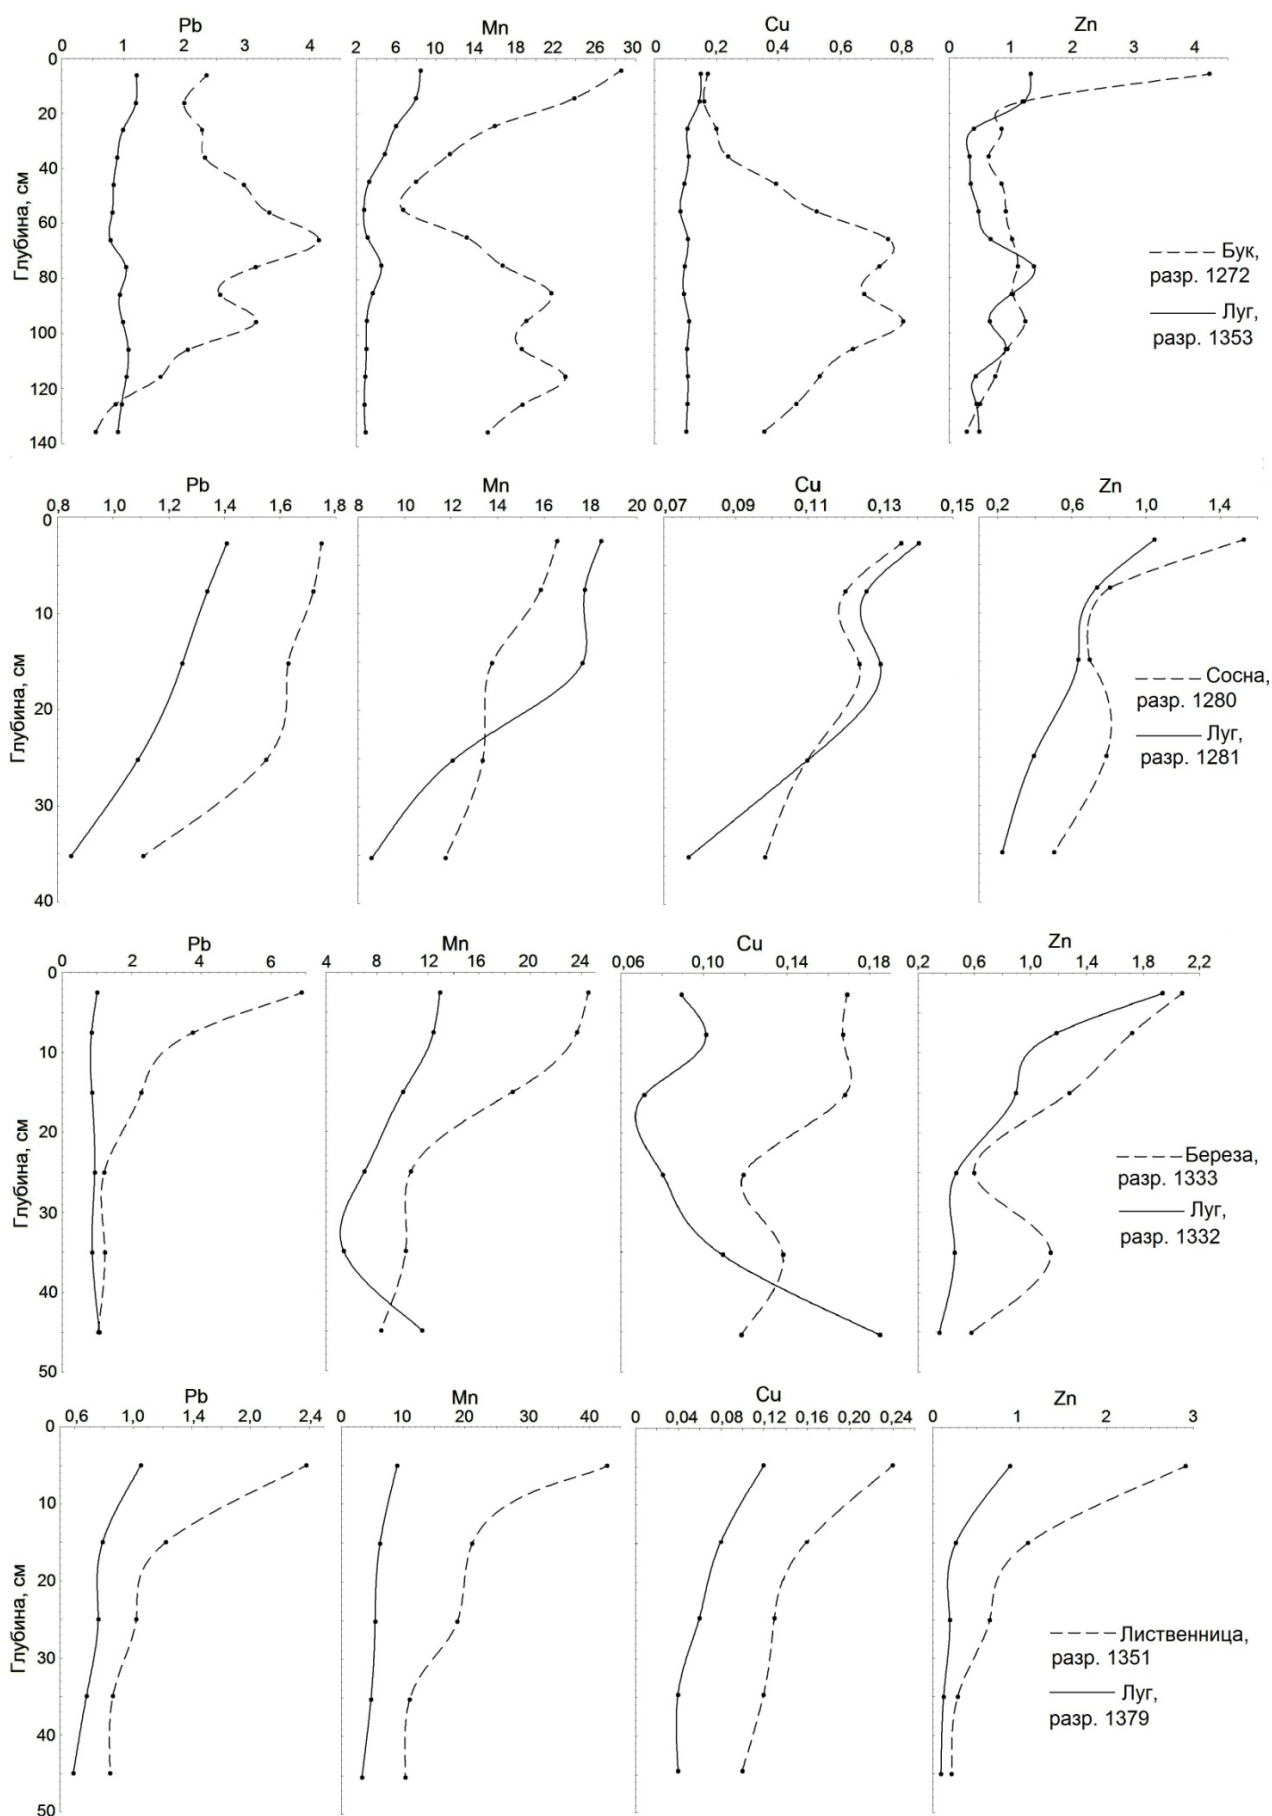 Pb Mn Cu Zn
0 1 2 3 4 2 6 10 14 18 22 26 30 0 0,2 0,4 0,6 0,8 0 1 2 3 4
Глубина, см
0
20
40
60
80
100
120
140
Бук,
разр. 1272
Луг,
разр. 1353
Pb Mn Cu Zn
0,8 1,0 1,2 1,4 1,6 1,8 8 10 12 14 16 18 20 0,07 0,09 0,11 0,13 0,15 0,2 0,6 1,0 1,4
Глубина, см
0
10
20
30
40
Сосна,
разр. 1280
Луг,
разр. 1281
Pb Mn Cu Zn
0 2 4 6 4 8 12 16 20 24 0,06 0,10 0,14 0,18 0,2 0,6 1,0 1,4 1,8 2,2
Глубина, см
0
10
20
30
40
50
Береза,
разр. 1333
Луг,
разр. 1332
Pb Mn Cu Zn
0,6 1,0 1,4 2,0 2,4 0 10 20 30 40 0 0,04 0,08 0,12 0,16 0,20 0,24 0 1 2 3
Глубина, см
0
10
20
30
40
50
Лиственница,
разр. 1351
Луг,
разр. 1379